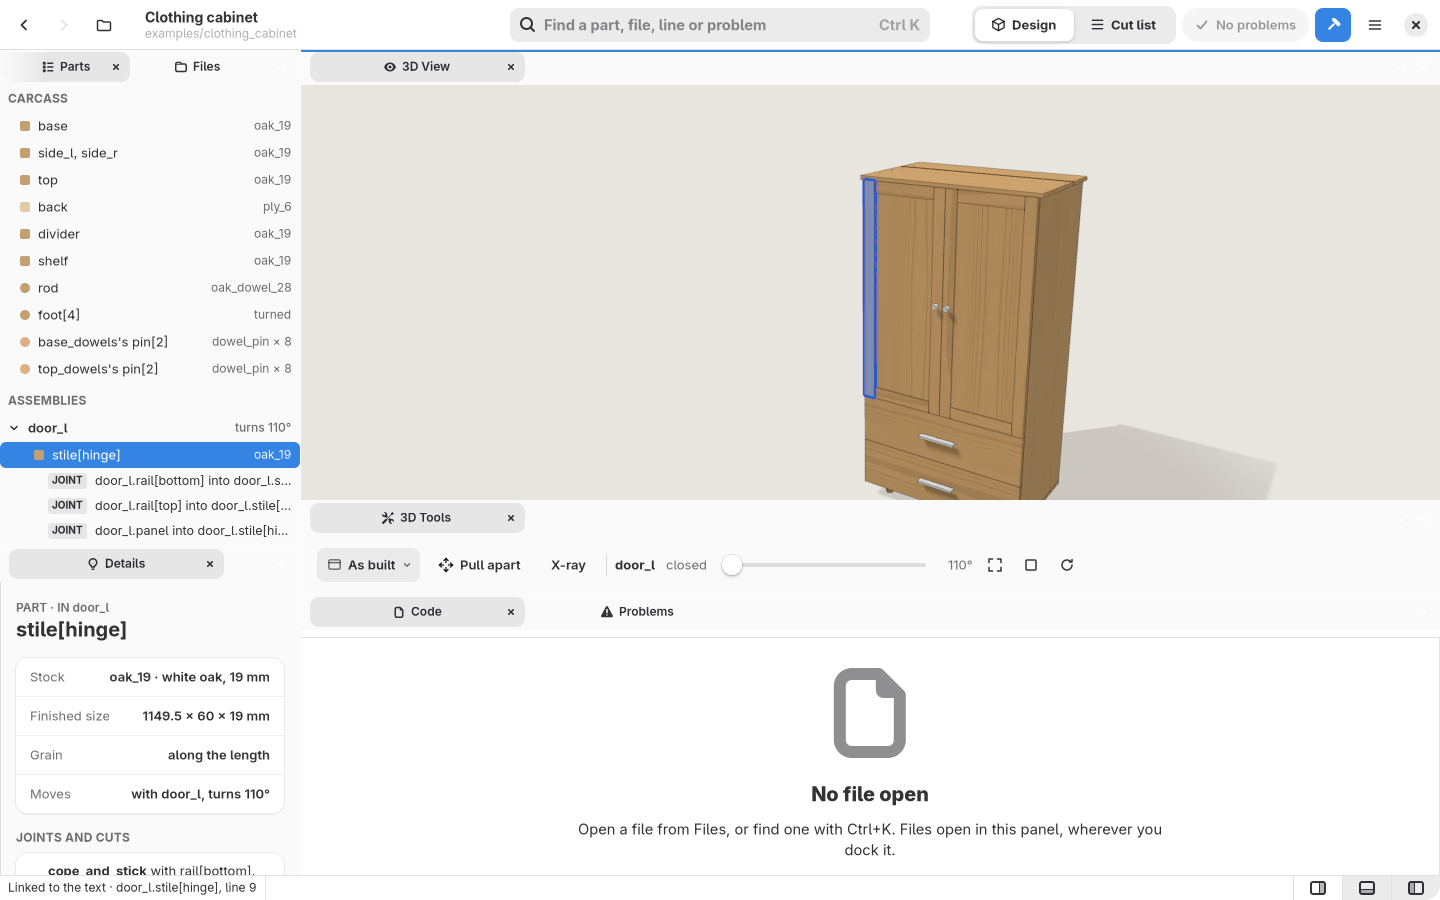 Clothing cabinet
examples/clothing_cabinet
Find a part, file, line or problem
Ctrl K
Design
Cut list
No problems
Parts
Files
3D View
CARCASS
base
oak_19
side_l, side_r
oak_19
top
oak_19
back
ply_6
divider
oak_19
shelf
oak_19
rod
oak_dowel_28
foot[4]
turned
base_dowels's pin[2]
dowel_pin × 8
top_dowels's pin[2]
dowel_pin × 8
ASSEMBLIES
door_l
turns 110°
stile[hinge]
oak_19
JOINT door_l.rail[bottom] into door_l.s...
JOINT door_l.rail[top] into door_l.stile[...
JOINT door_l.panel into door_l.stile[hi...
Details
PART · IN door_l
stile[hinge]
Stock
oak_19 · white oak, 19 mm
Finished size
1149.5 × 60 × 19 mm
Grain
along the length
Moves
with door_l, turns 110°
JOINTS AND CUTS
cope_and_stick with rail[bottom],
3D Tools
As built
Pull apart
X-ray
door_l closed
110°
Code
Problems
No file open
Open a file from Files, or find one with Ctrl+K. Files open in this panel, wherever you
dock it.
Linked to the text · door_l.stile[hinge], line 9